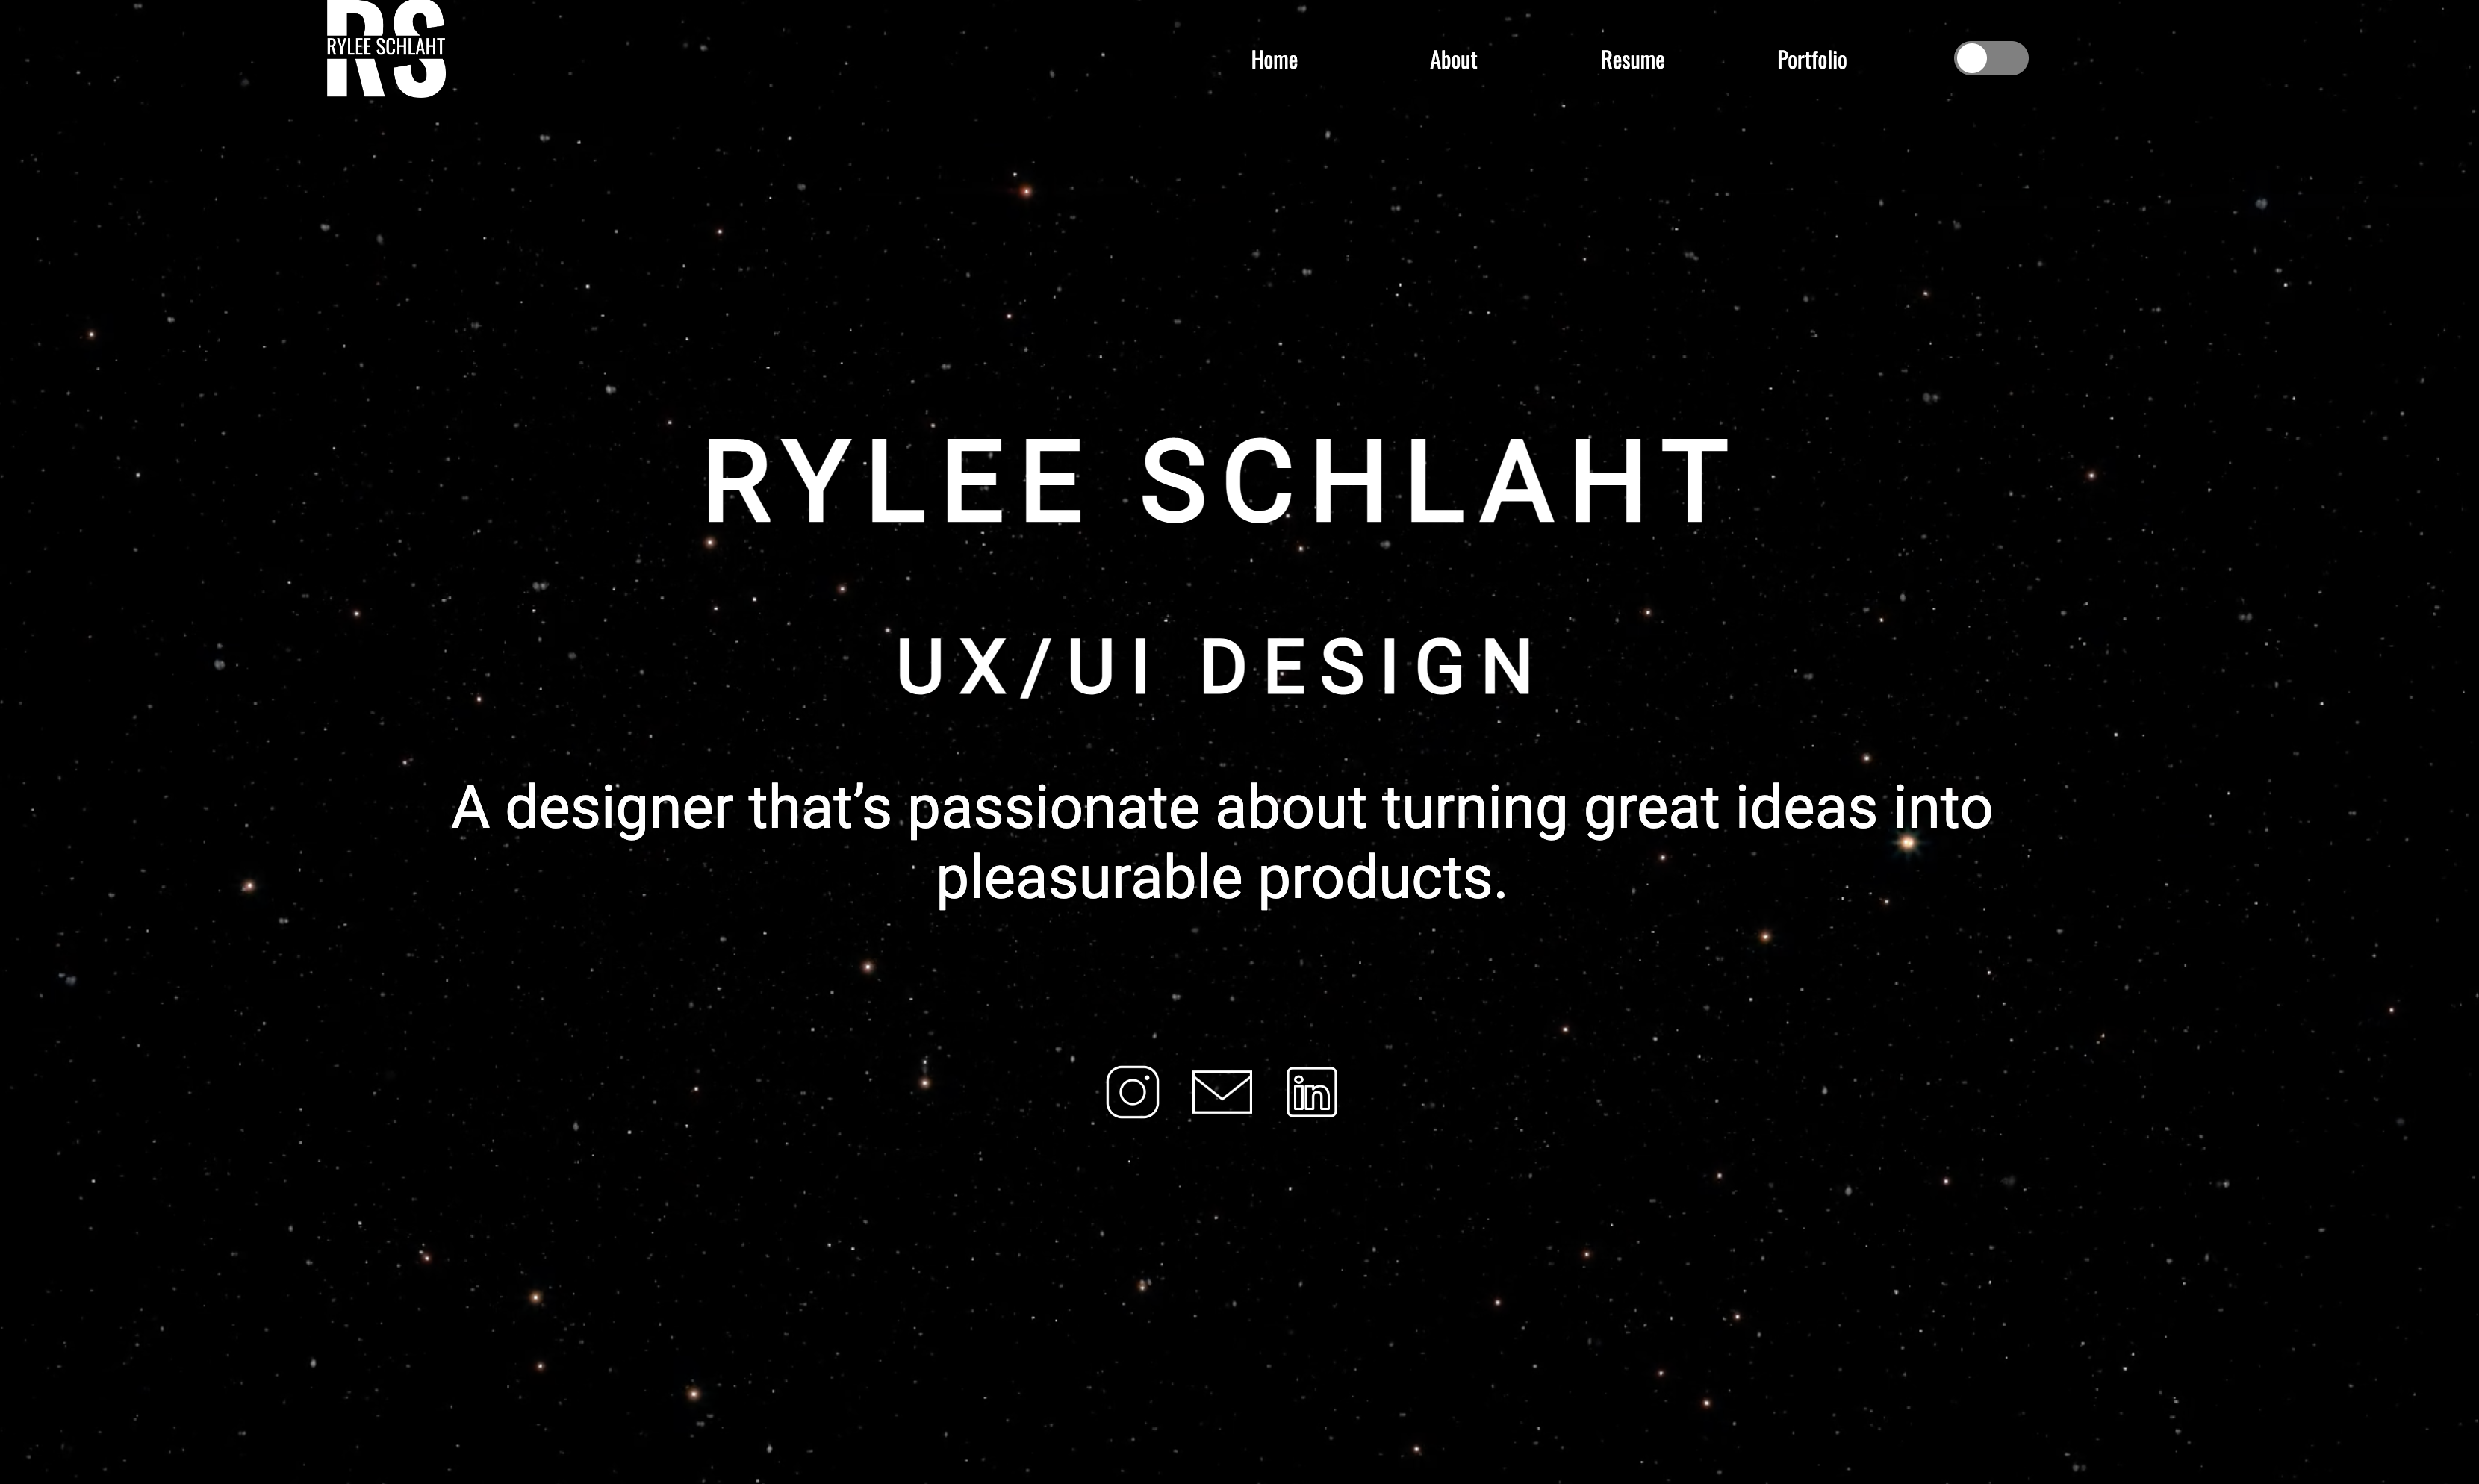 RS
RYLEE SCHLAHT
Home
About
Resume
Portfolio
RYLEE SCHLAHT
UX/UI DESIGN
A designer that’s passionate about turning great ideas into
pleasurable products.
in